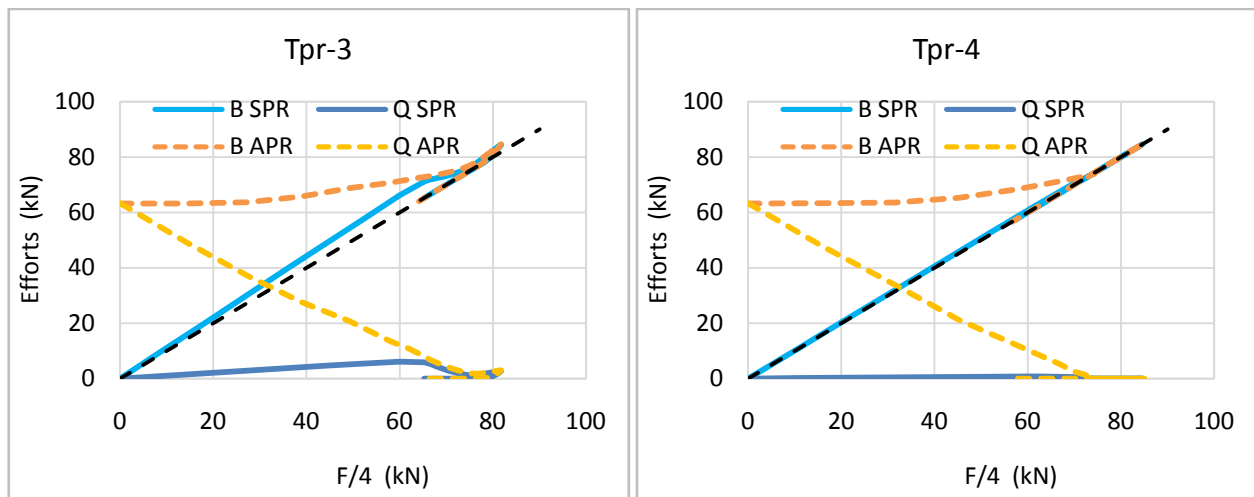 Tpr-3
B SPR Q SPR
B APR Q APR
Efforts (kN)
100
80
60
40
20
0
0 20 40 60 80 100
F/4 (kN)
Tpr-4
B SPR Q SPR
B APR Q APR
Efforts (kN)
100
80
60
40
20
0
0 20 40 60 80 100
F/4 (kN)